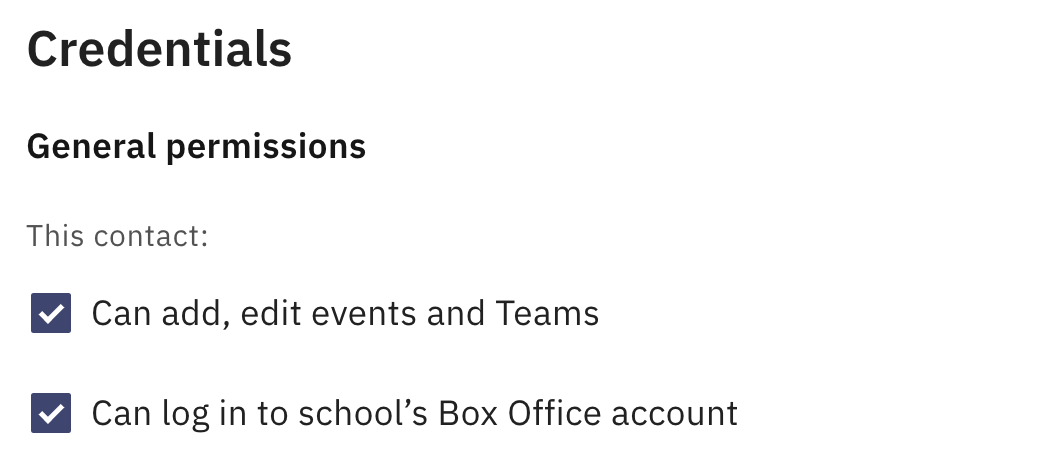 Credentials
General permissions
This contact:
Can add, edit events and Teams
Can log in to school’s Box Office account